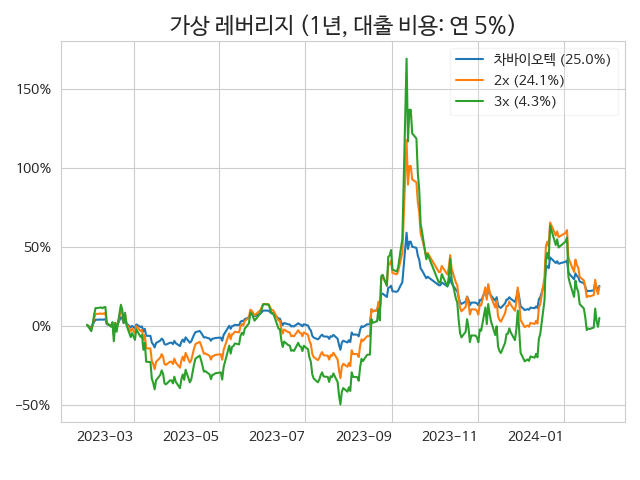 가상 레버리지 (1년, 대출 비용: 연 5%)
차바이오텍 (25.0%)
2x (24.1%)
3x (4.3%)
150%
100%
50%
0%
−50%
2023-03 2023-05 2023-07 2023-09 2023-11 2024-01